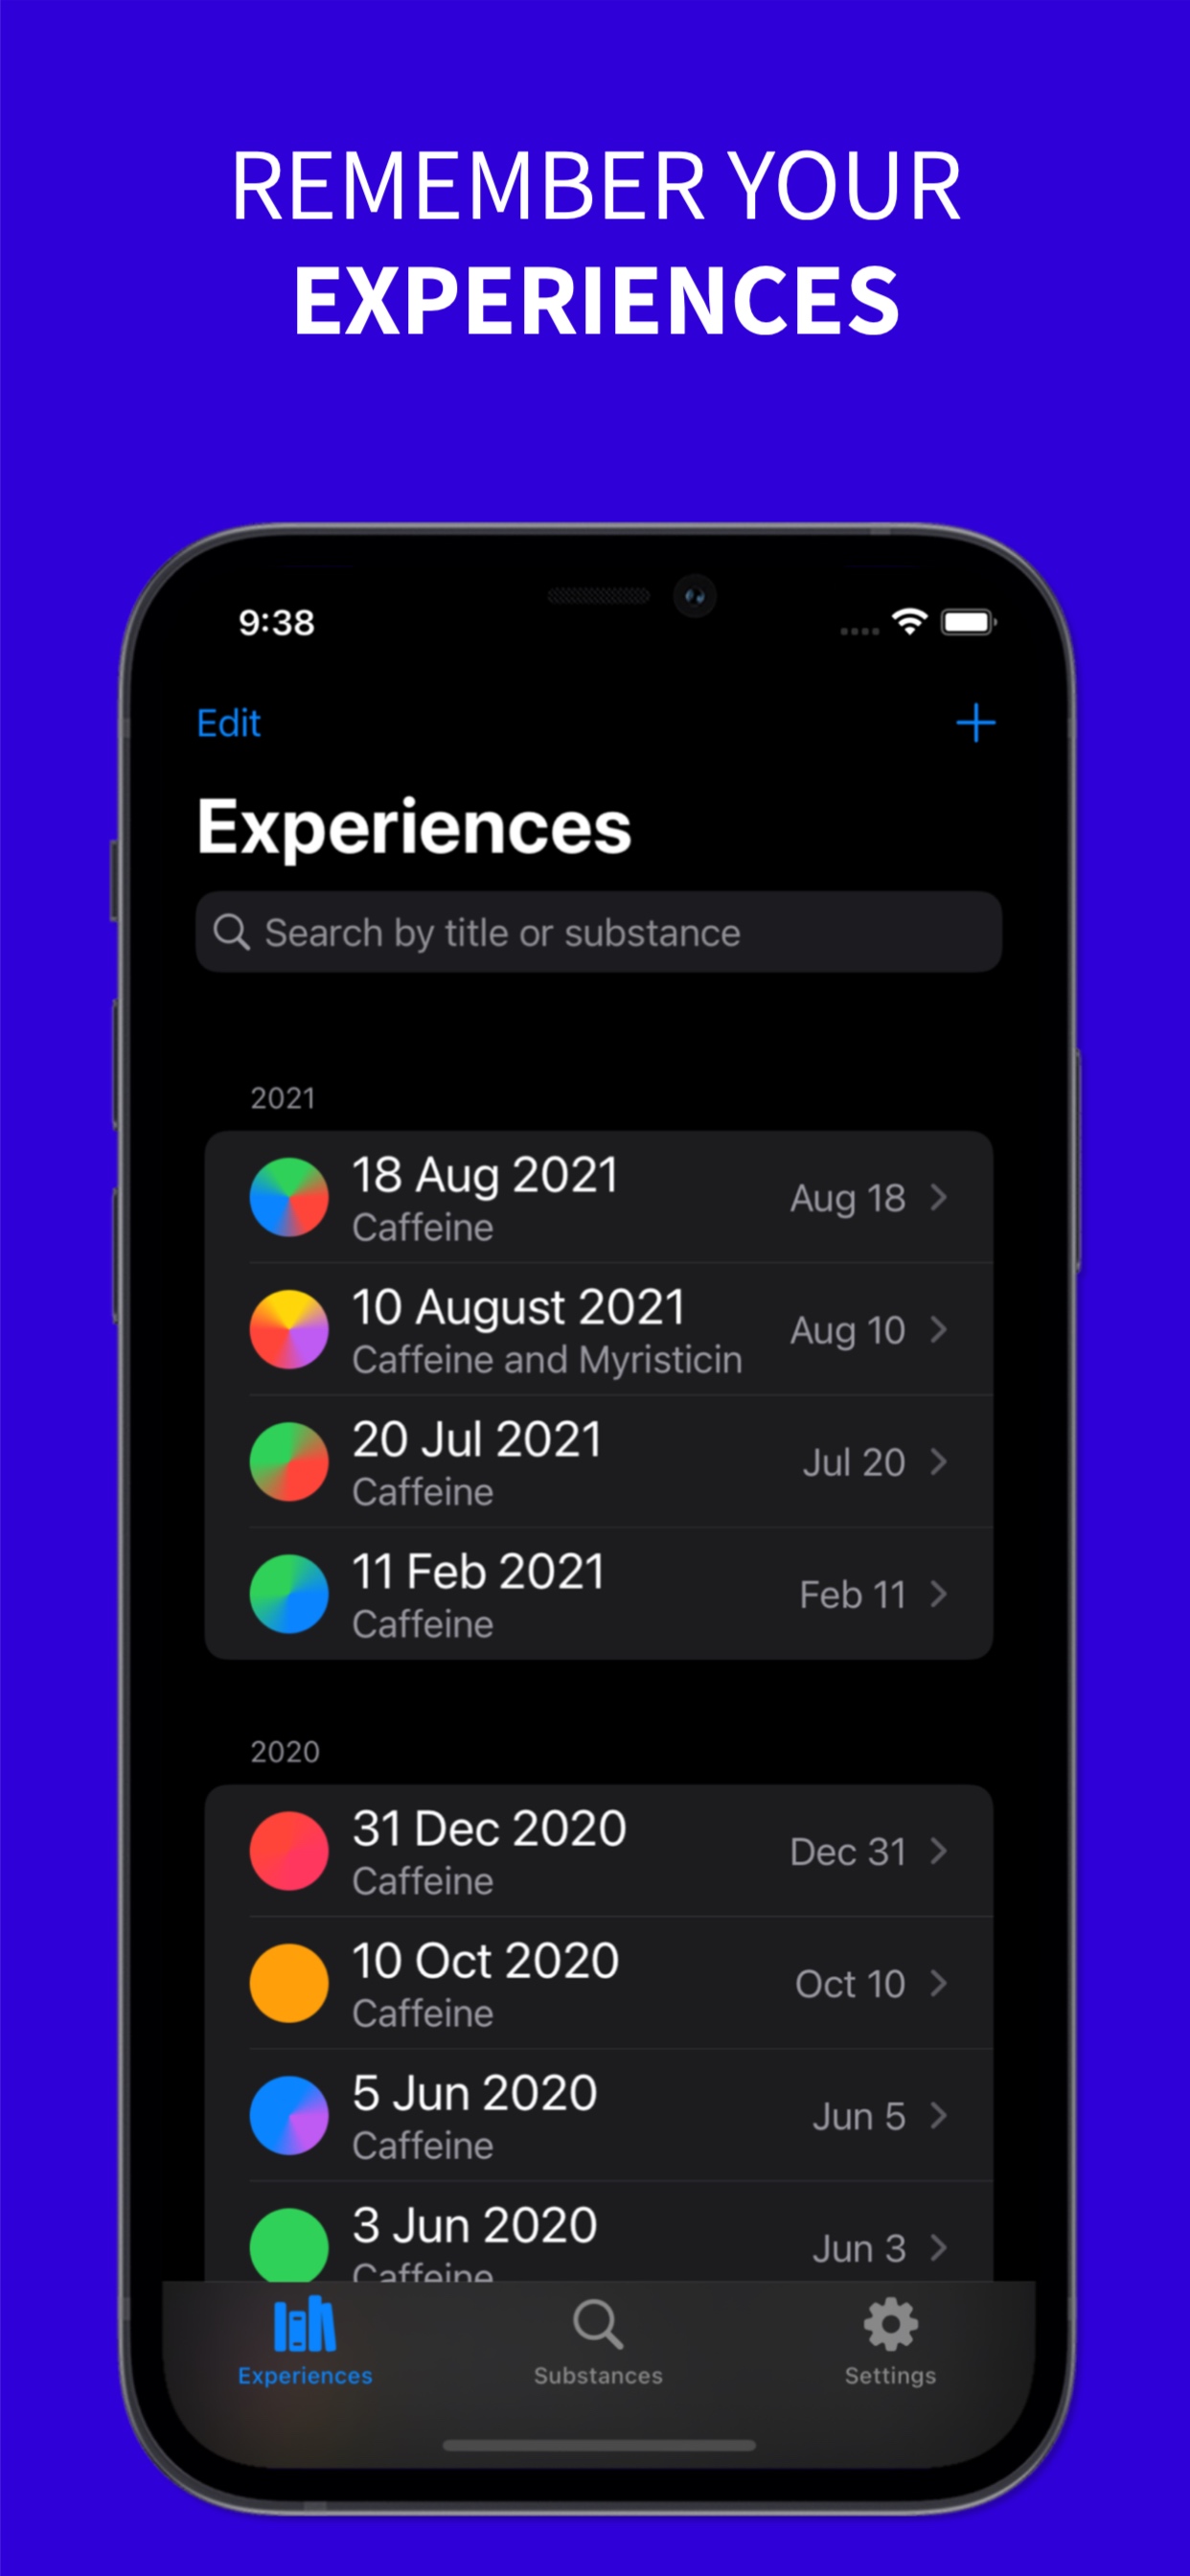 REMEMBER YOUR
EXPERIENCES
9:38
Edit
Experiences
Search by title or substance
2021
18 Aug 2021
Caffeine
Aug 18
10 August 2021
Caffeine and Myristicin
Aug 10
20 Jul 2021
Caffeine
Jul 20
11 Feb 2021
Caffeine
Feb 11
2020
31 Dec 2020
Caffeine
Dec 31
10 Oct 2020
Caffeine
Oct 10
5 Jun 2020
Caffeine
Jun 5
3 Jun 2020
Caffeine
Jun 3
Experiences
Substances
Settings